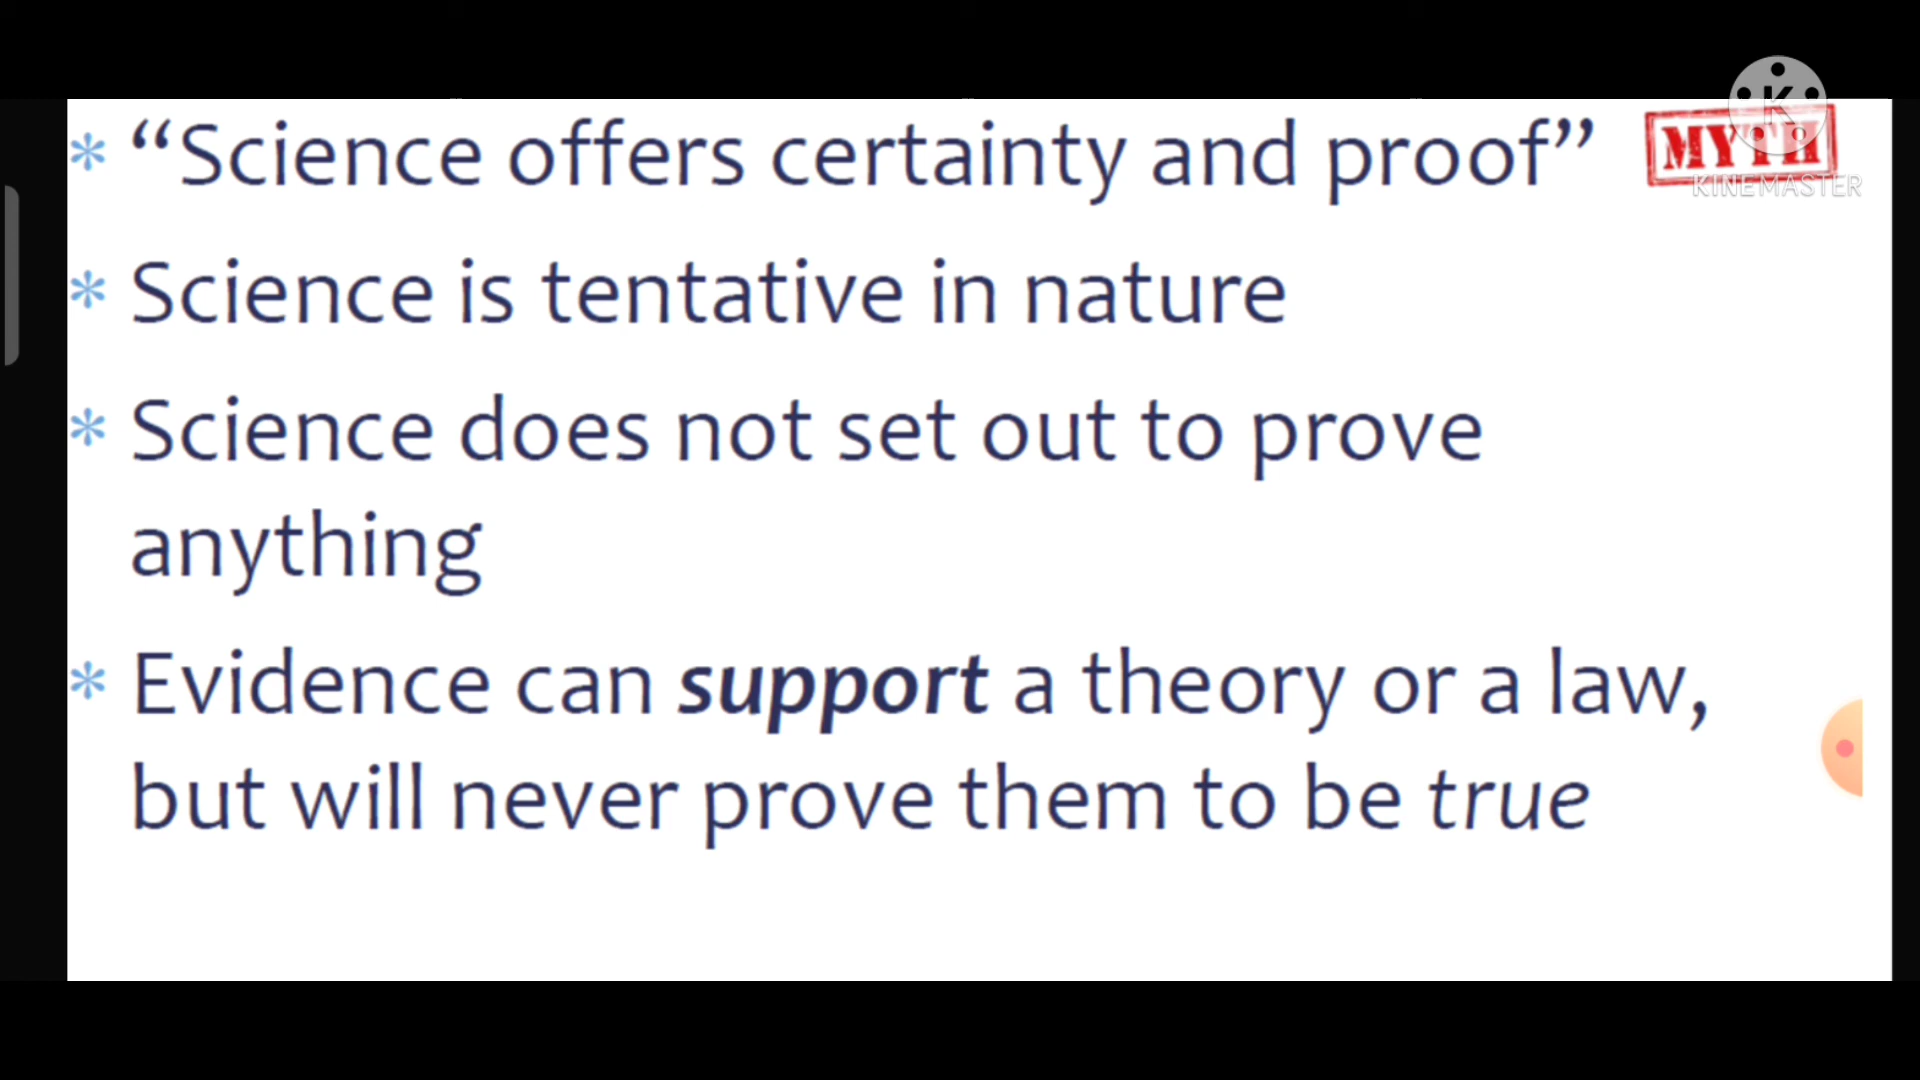 * “Science offers certainty and proof” MYTH
K
KINEMASTER
* Science is tentative in nature
* Science does not set out to prove
anything
* Evidence can support a theory or a law,
but will never prove them to be true